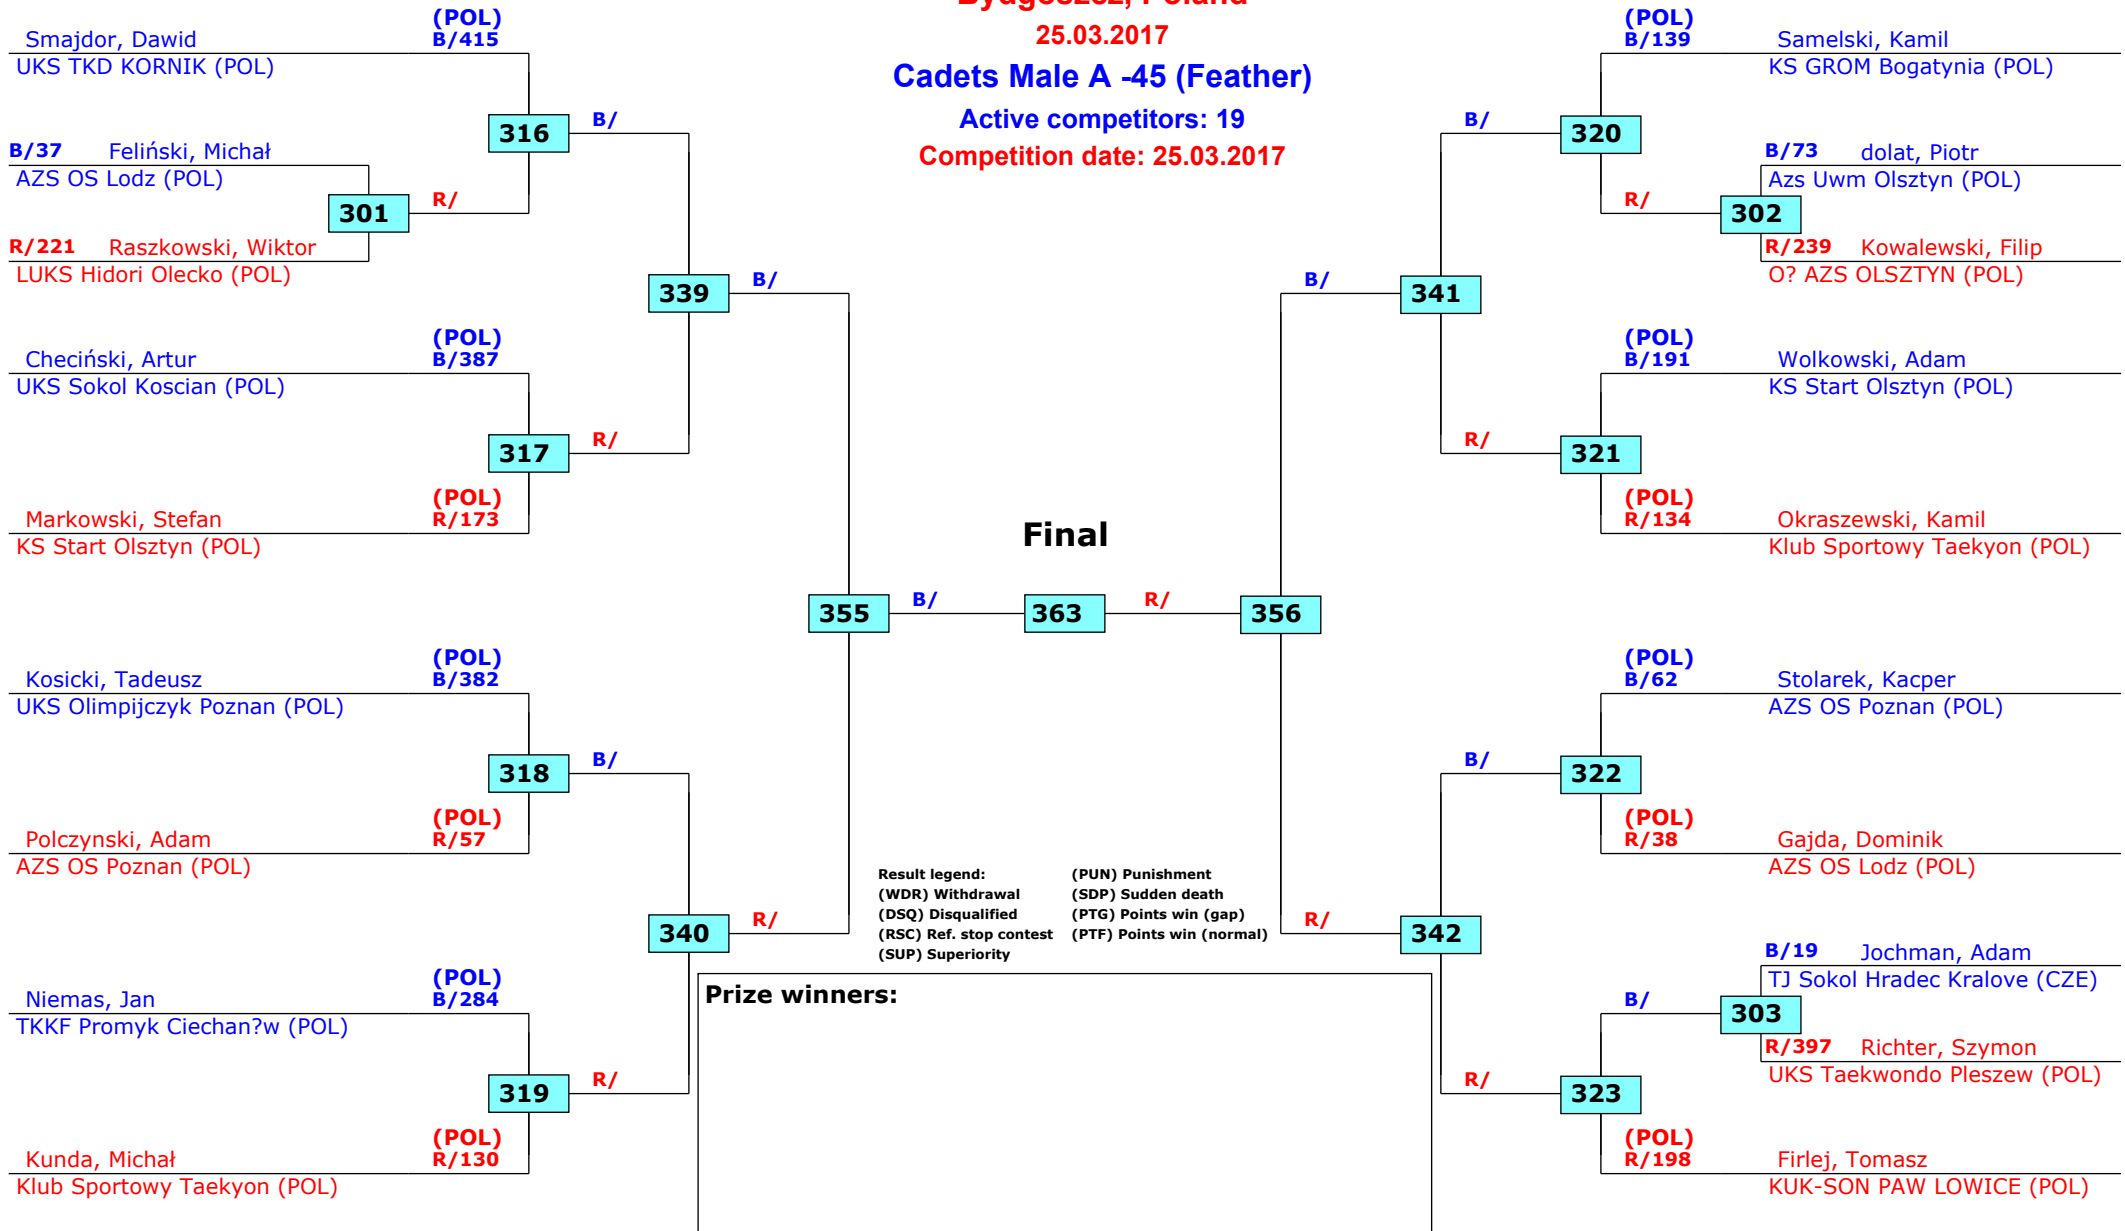 Bydgoszcz, Poland
25.03.2017
Cadets Male A -45 (Feather)
Active competitors: 19
Competition date: 25.03.2017
(POL)
Smajdor, Dawid B/415
UKS TKD KORNIK (POL)
316 B/
B/37 Feliński, Michał
AZS OS Lodz (POL)
301 R/
R/221 Raszkowski, Wiktor
LUKS Hidori Olecko (POL)
339 B/
(POL)
Checiński, Artur B/387
UKS Sokol Koscian (POL)
317 R/
(POL)
Markowski, Stefan R/173
KS Start Olsztyn (POL)
355 B/
(POL)
Kosicki, Tadeusz B/382
UKS Olimpijczyk Poznan (POL)
318 B/
(POL)
Polczynski, Adam R/57
AZS OS Poznan (POL)
340 R/
(POL)
Niemas, Jan B/284
TKKF Promyk Ciechan?w (POL)
319 R/
(POL)
Kunda, Michał R/130
Klub Sportowy Taekyon (POL)
Final
363
R/ 356
(POL)
B/139 Samelski, Kamil
KS GROM Bogatynia (POL)
B/ 320
B/73 dolat, Piotr
Azs Uwm Olsztyn (POL)
R/ 302
R/239 Kowalewski, Filip
O? AZS OLSZTYN (POL)
B/ 341
(POL)
B/191 Wolkowski, Adam
KS Start Olsztyn (POL)
R/ 321
(POL)
R/134 Okraszewski, Kamil
Klub Sportowy Taekyon (POL)
(POL)
B/62 Stolarek, Kacper
AZS OS Poznan (POL)
B/ 322
(POL)
R/38 Gajda, Dominik
AZS OS Lodz (POL)
R/ 342
B/19 Jochman, Adam
TJ Sokol Hradec Kralove (CZE)
B/ 303
R/397 Richter, Szymon
UKS Taekwondo Pleszew (POL)
R/ 323
(POL)
R/198 Firlej, Tomasz
KUK-SON PAW LOWICE (POL)
Result legend: (PUN) Punishment
(WDR) Withdrawal (SDP) Sudden death
(DSQ) Disqualified (PTG) Points win (gap)
(RSC) Ref. stop contest (PTF) Points win (normal)
(SUP) Superiority
Prize winners: